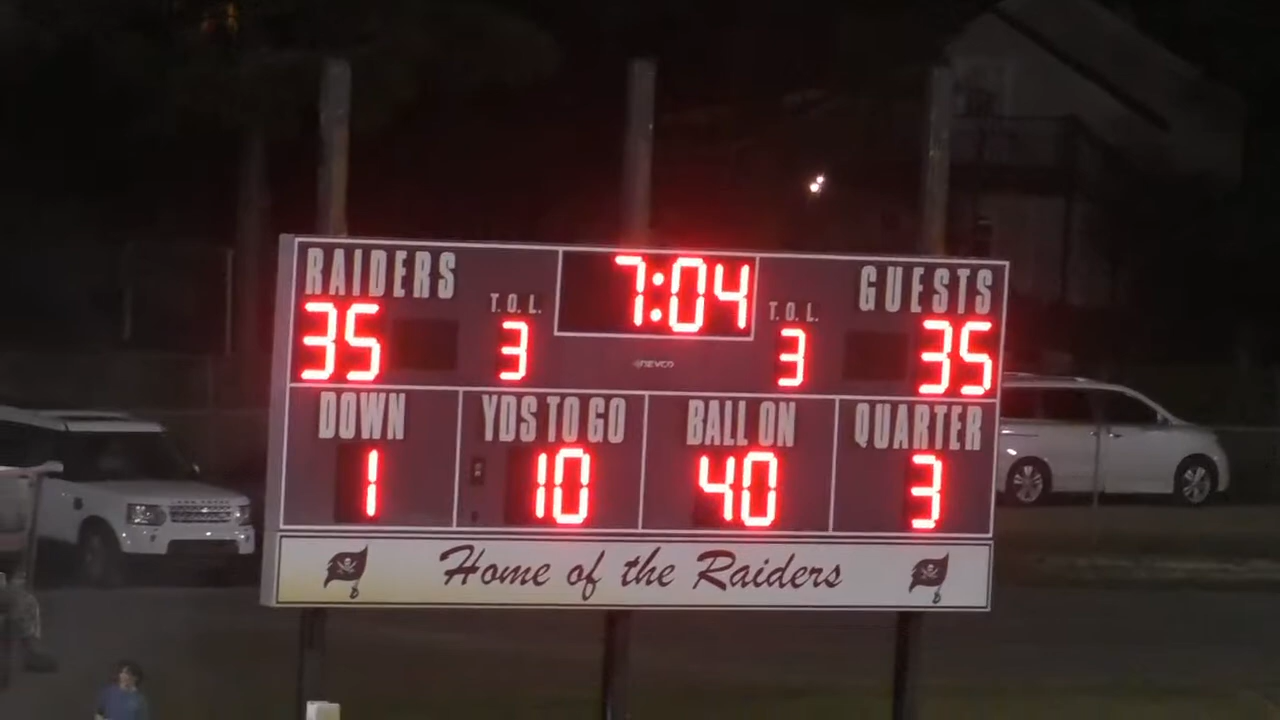 RAIDERS 7:04 GUESTS
35 T.O.L. 3 T.O.L. 3 35
NEVCO
DOWN YDS TO GO BALL ON QUARTER
1 10 40 3
Home of the Raiders